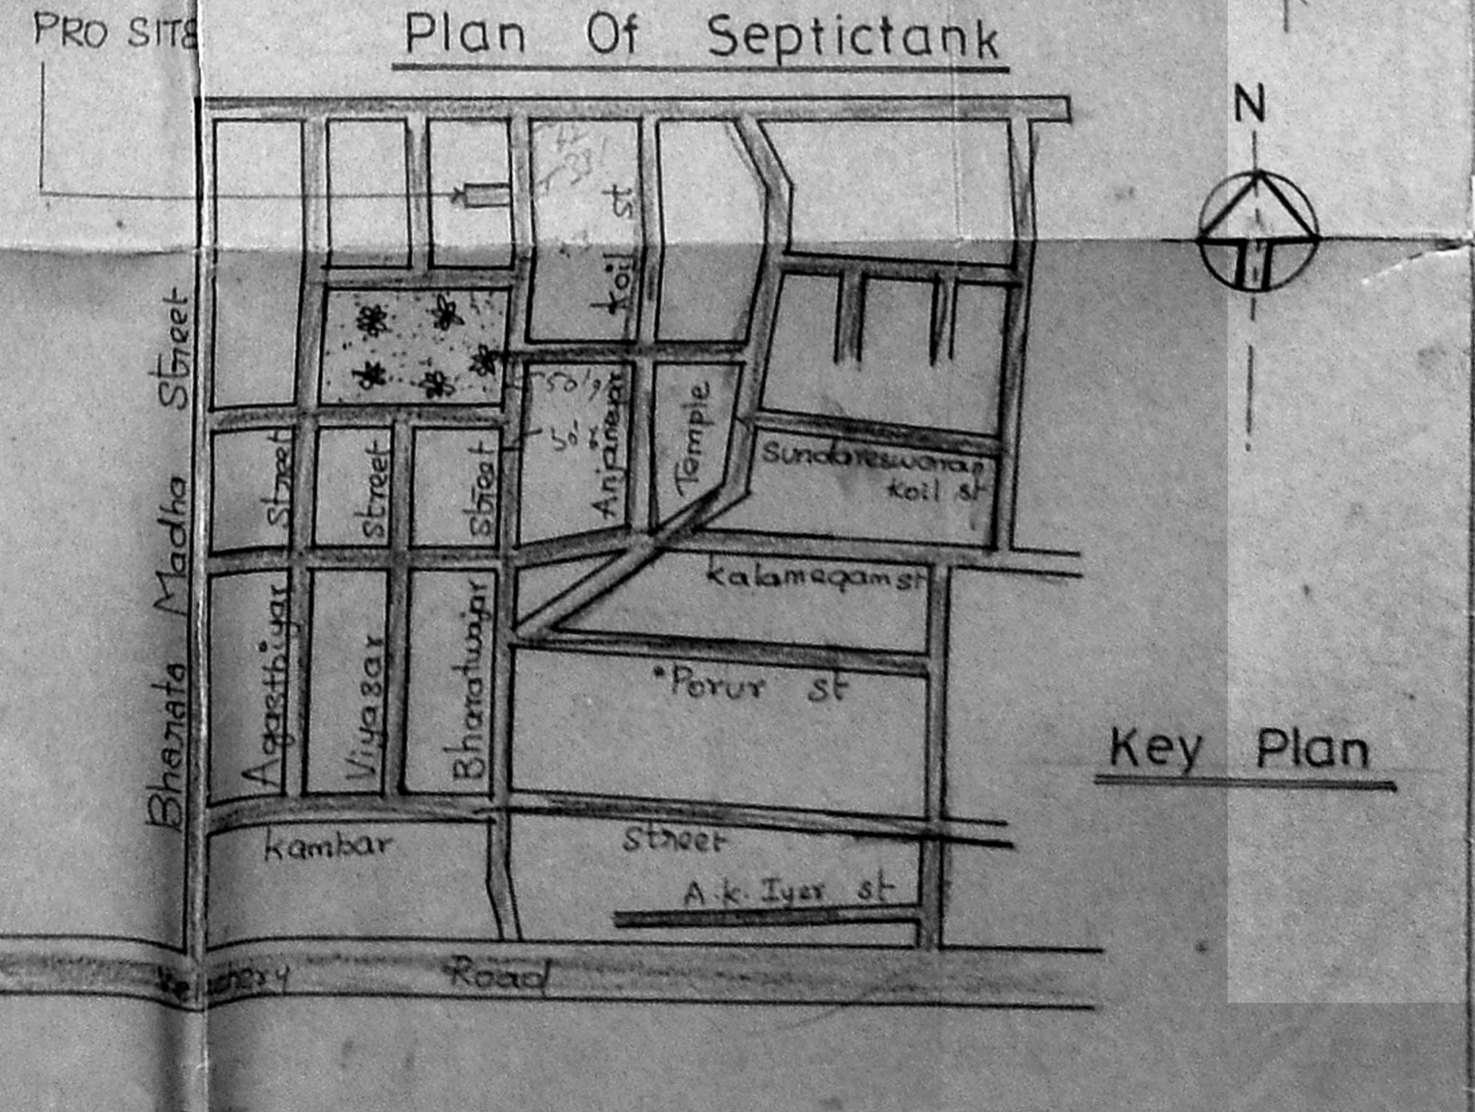 PRO SITE
Plan Of Septictank
N
Koil st
Anjaneyar
Temple
Sundareswarar
Koil st
Bharata Madha Street
Agasthiyar Street
Viyasar Street
Bharatwajar Street
Kalamegam st
Porur st
Key Plan
Kambar Street
A.k. Iyer st
Road